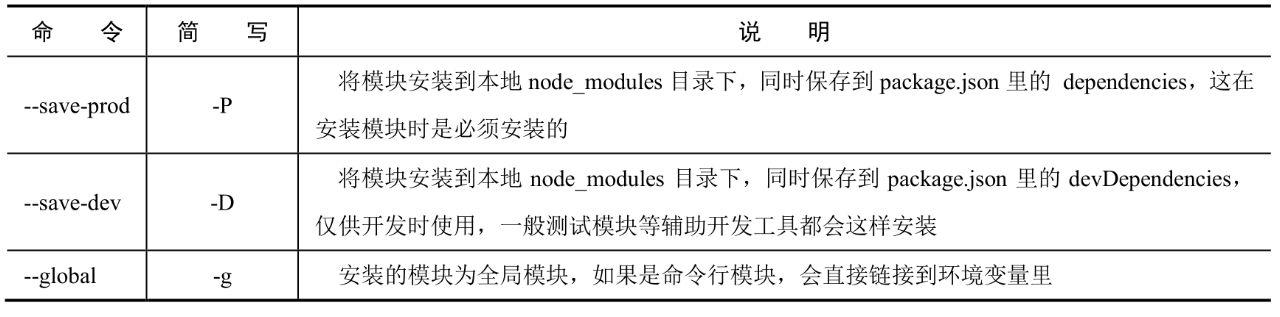 命 令 简 写 说 明
将模块安装到本地 node_modules 目录下，同时保存到 package.json 里的 dependencies，这在
--save-prod -P
安装模块时是必须安装的
将模块安装到本地 node_modules 目录下，同时保存到 package.json 里的 devDependencies，
--save-dev -D
仅供开发时使用，一般测试模块等辅助开发工具都会这样安装
--global -g 安装的模块为全局模块，如果是命令行模块，会直接链接到环境变量里